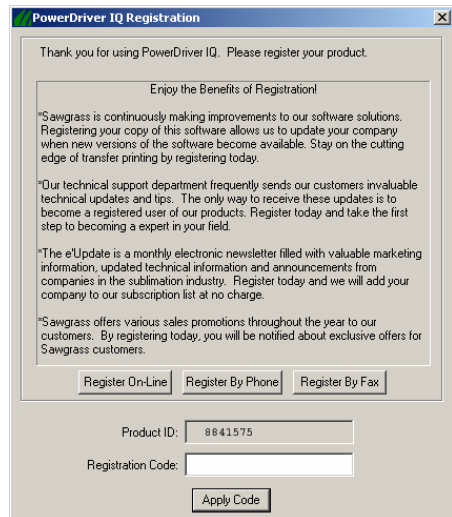 PowerDriver IQ Registration
Thank you for using PowerDriver IQ. Please register your product.
Enjoy the Benefits of Registration!
*Sawgrass is continuously making improvements to our software solutions.
Registering your copy of this software allows us to update your company
when new versions of the software become available. Stay on the cutting
edge of transfer printing by registering today.
*Our technical support department frequently sends our customers invaluable
technical updates and tips. The only way to receive these updates is to
become a registered user of our products. Register today and take the first
step to becoming a expert in your field.
*The e'Update is a monthly electronic newsletter filled with valuable marketing
information, updated technical information and announcements from
companies in the sublimation industry. Register today and we will add your
company to our subscription list at no charge.
*Sawgrass offers various sales promotions throughout the year to our
customers. By registering today, you will be notified about exclusive offers for
Sawgrass customers.
Register On-Line Register By Phone Register By Fax
Product ID: 8841575
Registration Code:
Apply Code